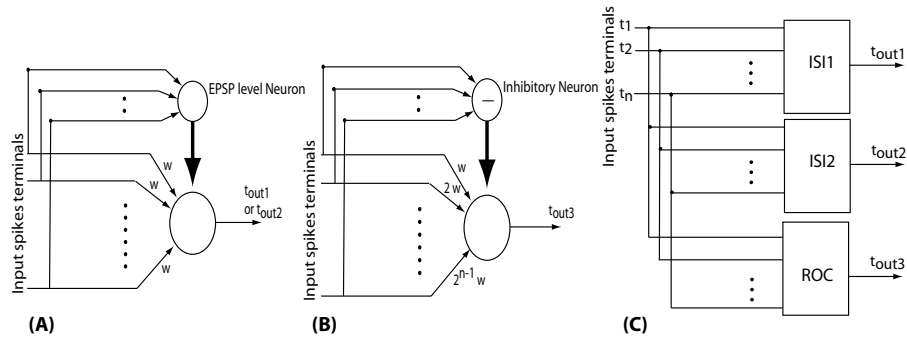 Input spikes terminals
EPSP level Neuron
w
w
w
t_out1
or t_out2
(A)
Input spikes terminals
Inhibitory Neuron
−
w
2 w
2^{n-1} w
t_out3
(B)
Input spikes terminals
t1
t2
tn
ISI1
t_out1
ISI2
t_out2
ROC
t_out3
(C)